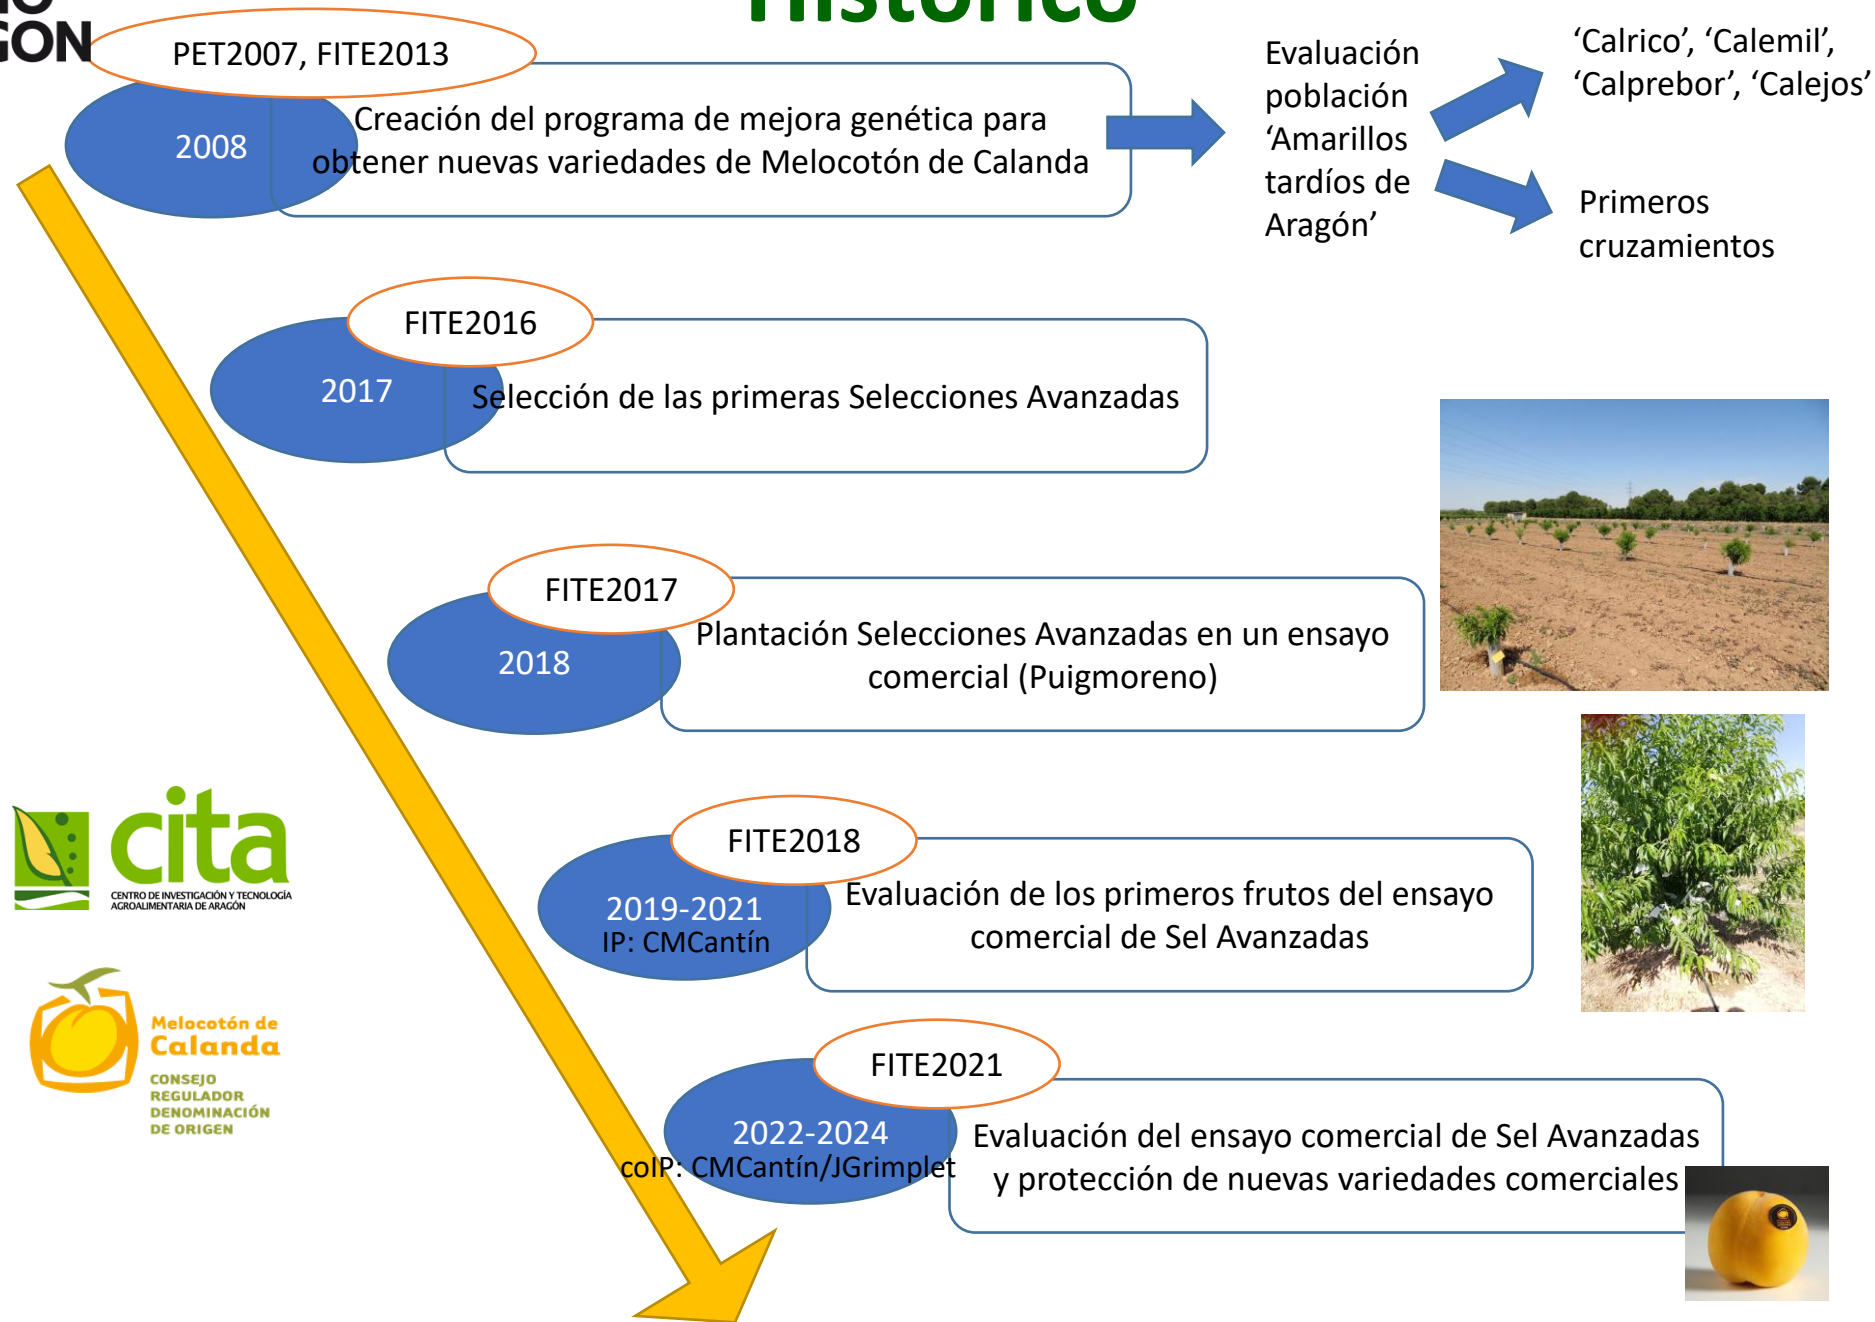 Histórico
GON
PET2007, FITE2013
2008
Creación del programa de mejora genética para
obtener nuevas variedades de Melocotón de Calanda
Evaluación
población
‘Amarillos
tardíos de
Aragón’
‘Calrico’, ‘Calemil’,
‘Calprebor’, ‘Calejos’
Primeros
cruzamientos
FITE2016
2017
Selección de las primeras Selecciones Avanzadas
FITE2017
2018
Plantación Selecciones Avanzadas en un ensayo
comercial (Puigmoreno)
FITE2018
2019-2021
IP: CMCantín
Evaluación de los primeros frutos del ensayo
comercial de Sel Avanzadas
FITE2021
2022-2024
coIP: CMCantín/JGrimplet
Evaluación del ensayo comercial de Sel Avanzadas
y protección de nuevas variedades comerciales
cita
CENTRO DE INVESTIGACIÓN Y TECNOLOGÍA
AGROALIMENTARIA DE ARAGÓN
Melocotón de
Calanda
CONSEJO
REGULADOR
DENOMINACIÓN
DE ORIGEN